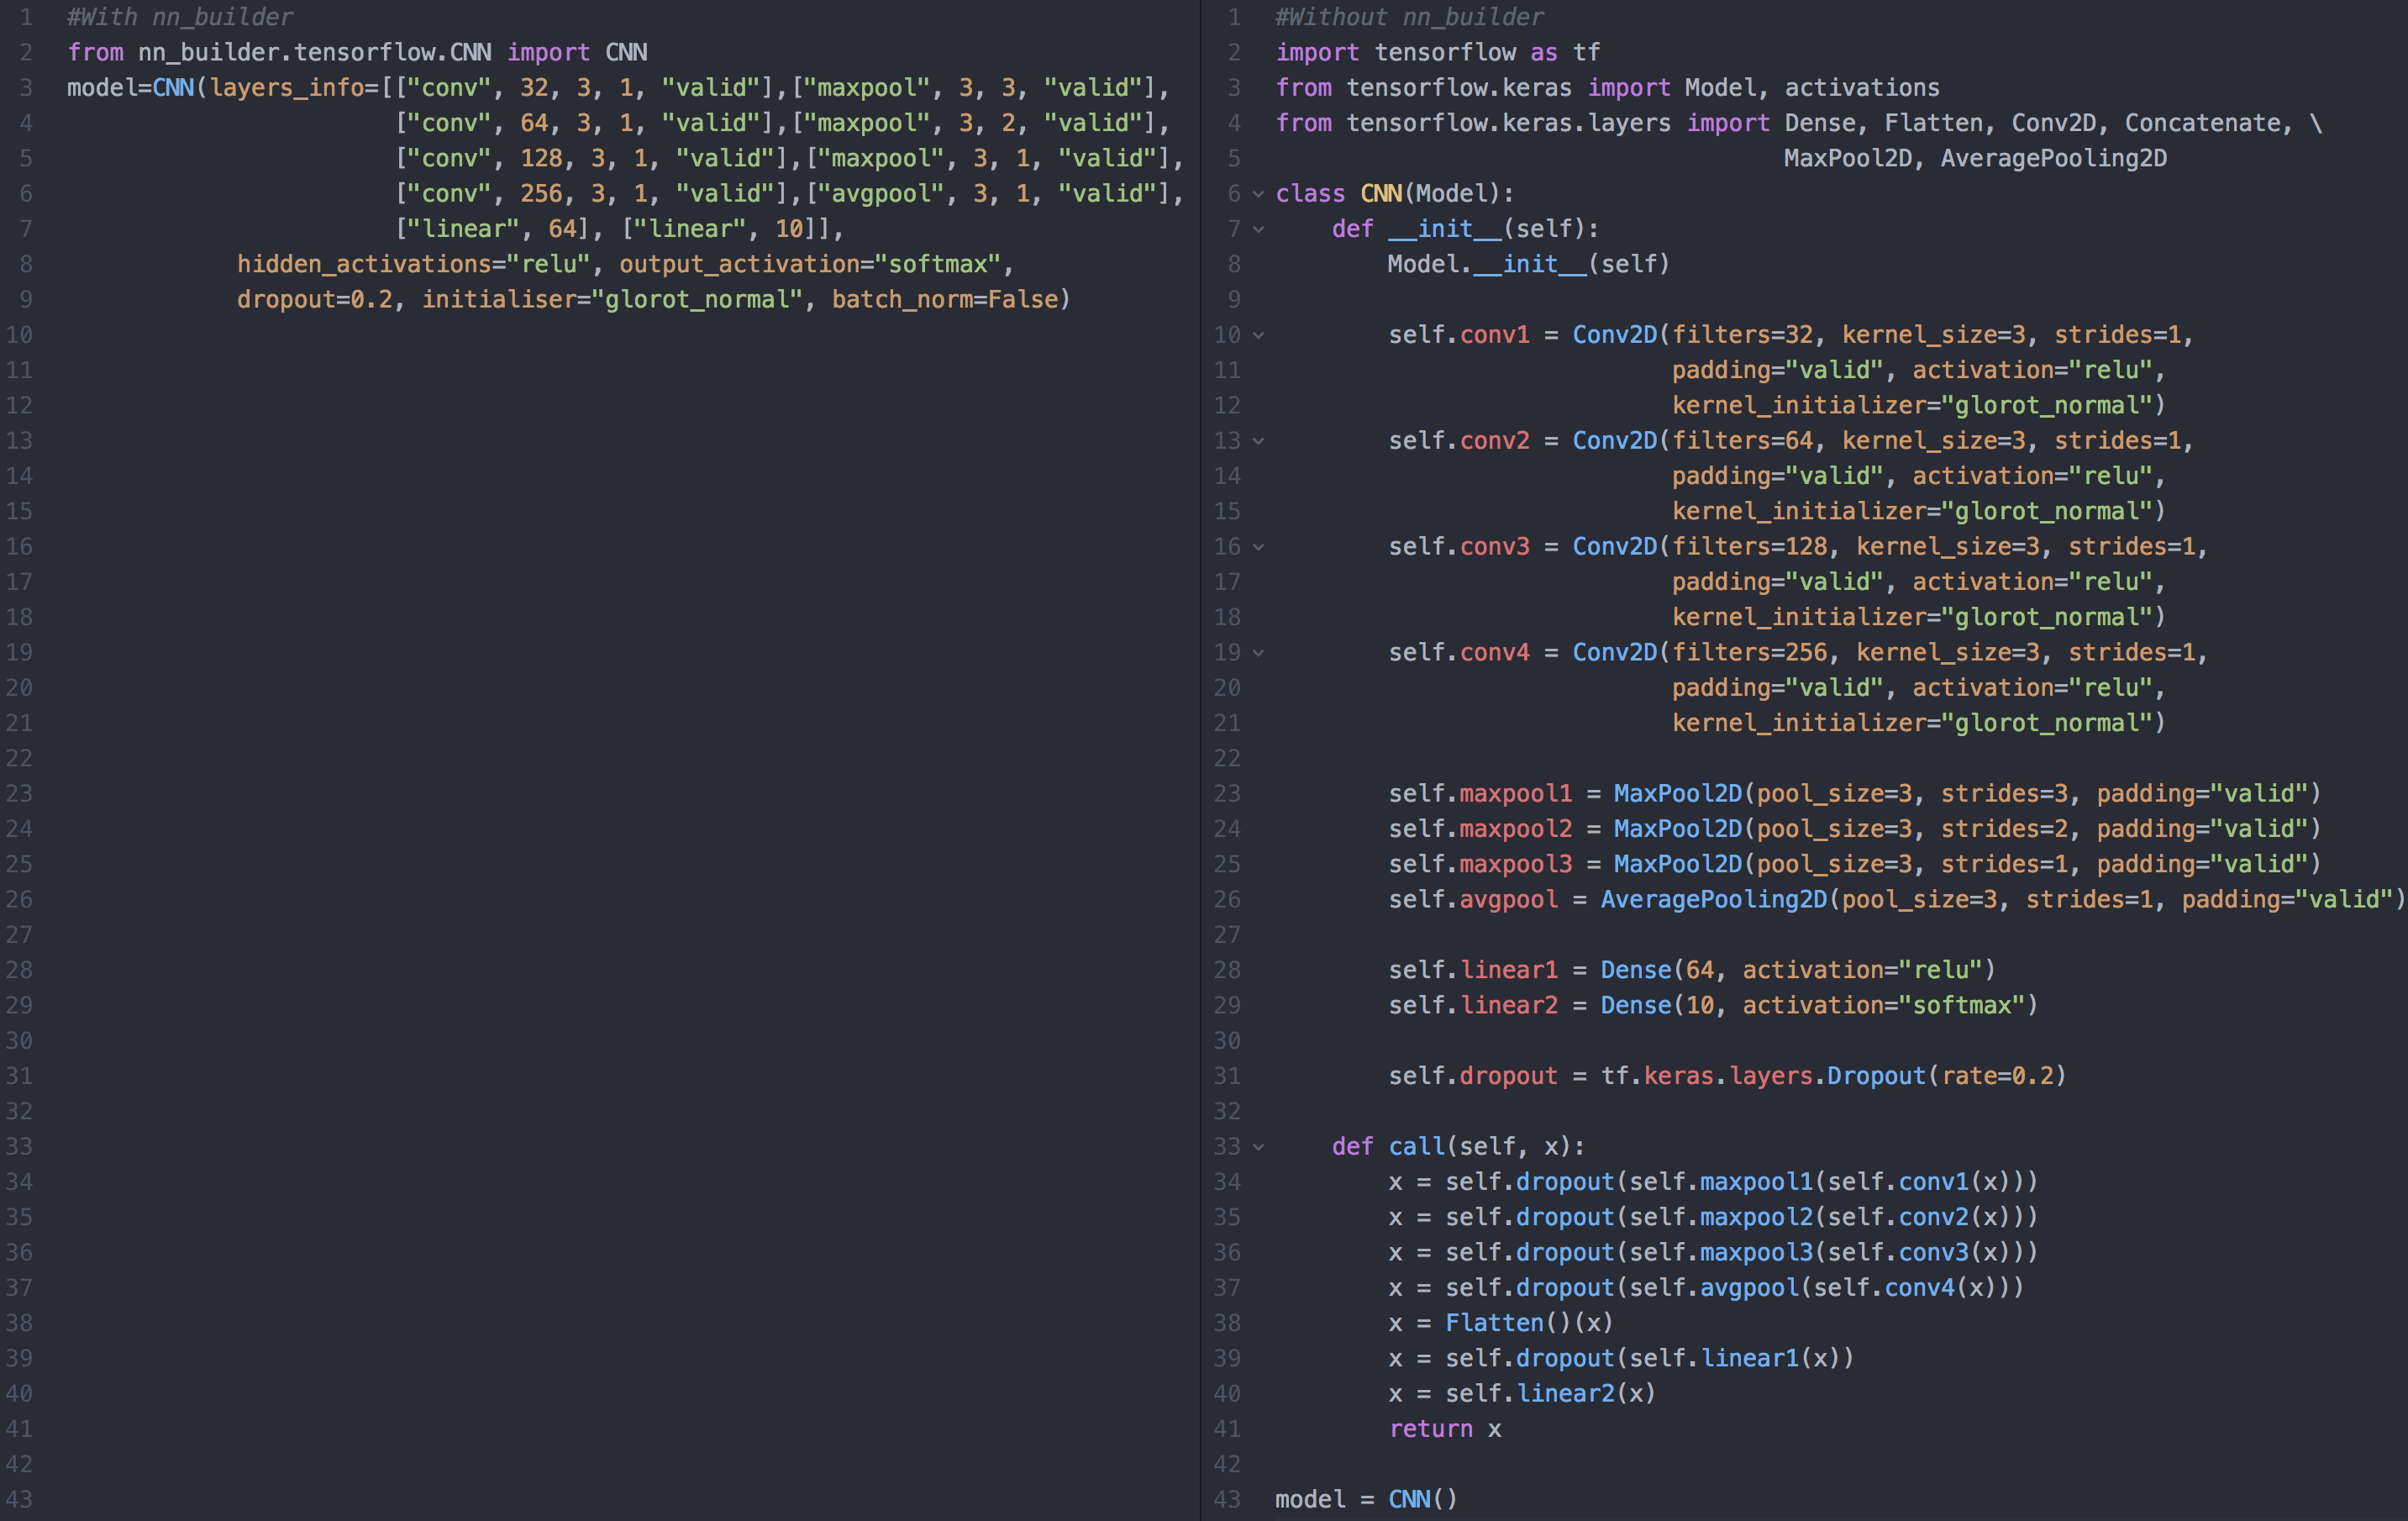 1 #With nn_builder
2 from nn_builder.tensorflow.CNN import CNN
3 model=CNN(layers_info=[["conv", 32, 3, 1, "valid"],["maxpool", 3, 3, "valid"],
4                        ["conv", 64, 3, 1, "valid"],["maxpool", 3, 2, "valid"],
5                        ["conv", 128, 3, 1, "valid"],["maxpool", 3, 1, "valid"],
6                        ["conv", 256, 3, 1, "valid"],["avgpool", 3, 1, "valid"],
7                        ["linear", 64], ["linear", 10]],
8             hidden_activations="relu", output_activation="softmax",
9             dropout=0.2, initialiser="glorot_normal", batch_norm=False)
10
11
12
13
14
15
16
17
18
19
20
21
22
23
24
25
26
27
28
29
30
31
32
33
34
35
36
37
38
39
40
41
42
43
1 #Without nn_builder
2 import tensorflow as tf
3 from tensorflow.keras import Model, activations
4 from tensorflow.keras.layers import Dense, Flatten, Conv2D, Concatenate, \
5                                     MaxPool2D, AveragePooling2D
6 class CNN(Model):
7     def __init__(self):
8         Model.__init__(self)
9
10         self.conv1 = Conv2D(filters=32, kernel_size=3, strides=1,
11                             padding="valid", activation="relu",
12                             kernel_initializer="glorot_normal")
13         self.conv2 = Conv2D(filters=64, kernel_size=3, strides=1,
14                             padding="valid", activation="relu",
15                             kernel_initializer="glorot_normal")
16         self.conv3 = Conv2D(filters=128, kernel_size=3, strides=1,
17                             padding="valid", activation="relu",
18                             kernel_initializer="glorot_normal")
19         self.conv4 = Conv2D(filters=256, kernel_size=3, strides=1,
20                             padding="valid", activation="relu",
21                             kernel_initializer="glorot_normal")
22
23         self.maxpool1 = MaxPool2D(pool_size=3, strides=3, padding="valid")
24         self.maxpool2 = MaxPool2D(pool_size=3, strides=2, padding="valid")
25         self.maxpool3 = MaxPool2D(pool_size=3, strides=1, padding="valid")
26         self.avgpool = AveragePooling2D(pool_size=3, strides=1, padding="valid")
27
28         self.linear1 = Dense(64, activation="relu")
29         self.linear2 = Dense(10, activation="softmax")
30
31         self.dropout = tf.keras.layers.Dropout(rate=0.2)
32
33     def call(self, x):
34         x = self.dropout(self.maxpool1(self.conv1(x)))
35         x = self.dropout(self.maxpool2(self.conv2(x)))
36         x = self.dropout(self.maxpool3(self.conv3(x)))
37         x = self.dropout(self.avgpool(self.conv4(x)))
38         x = Flatten()(x)
39         x = self.dropout(self.linear1(x))
40         x = self.linear2(x)
41         return x
42
43 model = CNN()